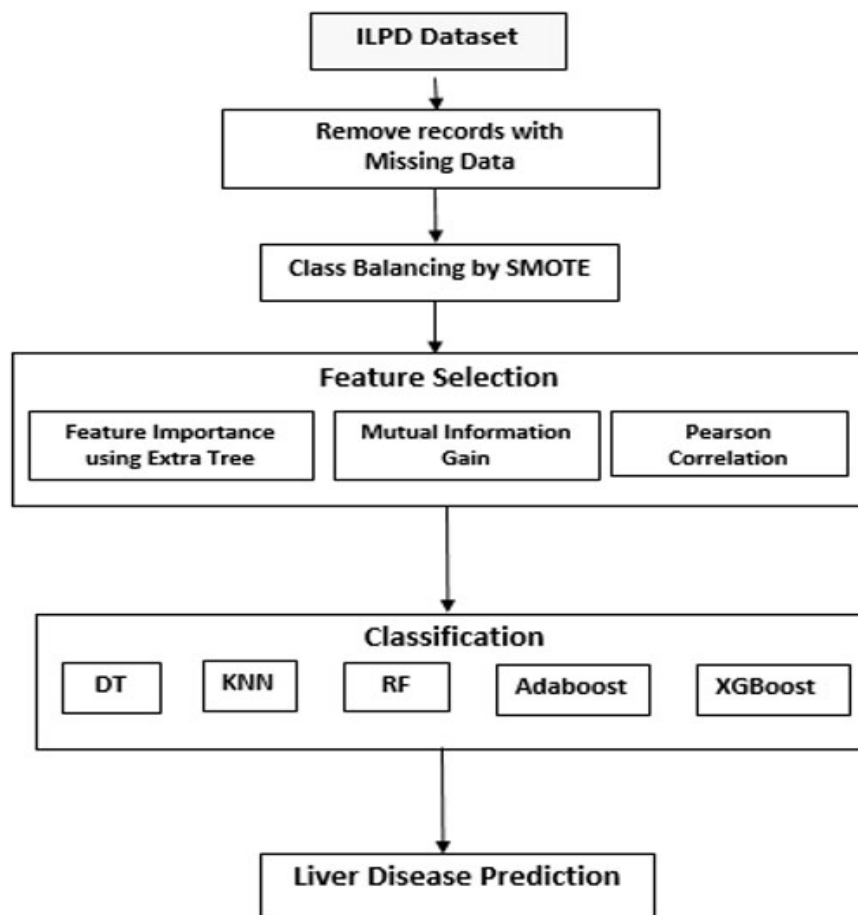 ILPD Dataset
Remove records with
Missing Data
Class Balancing by SMOTE
Feature Selection
Feature Importance
using Extra Tree
Mutual Information
Gain
Pearson
Correlation
Classification
DT
KNN
RF
Adaboost
XGBoost
Liver Disease Prediction